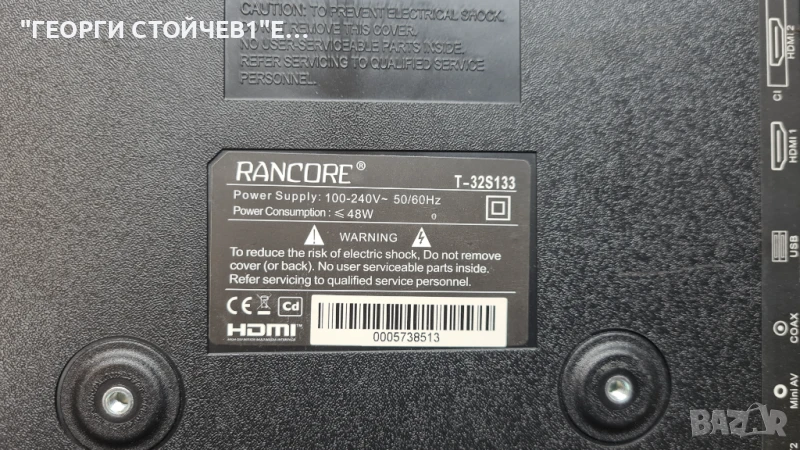 "ГЕОРГИ СТОЙЧЕВ1"Е...
CAUTION: TO PREVENT ELECTRICAL SHOCK,
REMOVE THIS COVER.
NO USER-SERVICEABLE PARTS INSIDE.
REFER SERVICING TO QUALIFIED SERVICE
PERSONNEL.
RANCORE®
T-32S133
Power Supply: 100-240V~ 50/60Hz
Power Consumption : ≤ 48W
WARNING
To reduce the risk of electric shock, Do not remove
cover (or back). No user serviceable parts inside.
Refer servicing to qualified service personnel.
CE Cd
HDMI™
0005738513
HDMI 2
CI
HDMI 1
USB
COAX
Mini AV
BAZAR